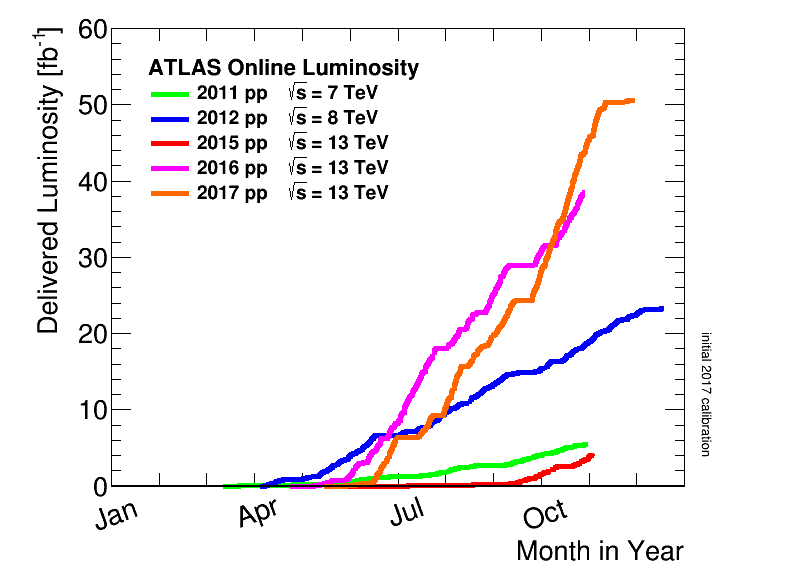 Delivered Luminosity [fb⁻¹]
60
50
40
30
20
10
0
ATLAS Online Luminosity
2011 pp √s = 7 TeV
2012 pp √s = 8 TeV
2015 pp √s = 13 TeV
2016 pp √s = 13 TeV
2017 pp √s = 13 TeV
initial 2017 calibration
Jan Apr Jul Oct
Month in Year